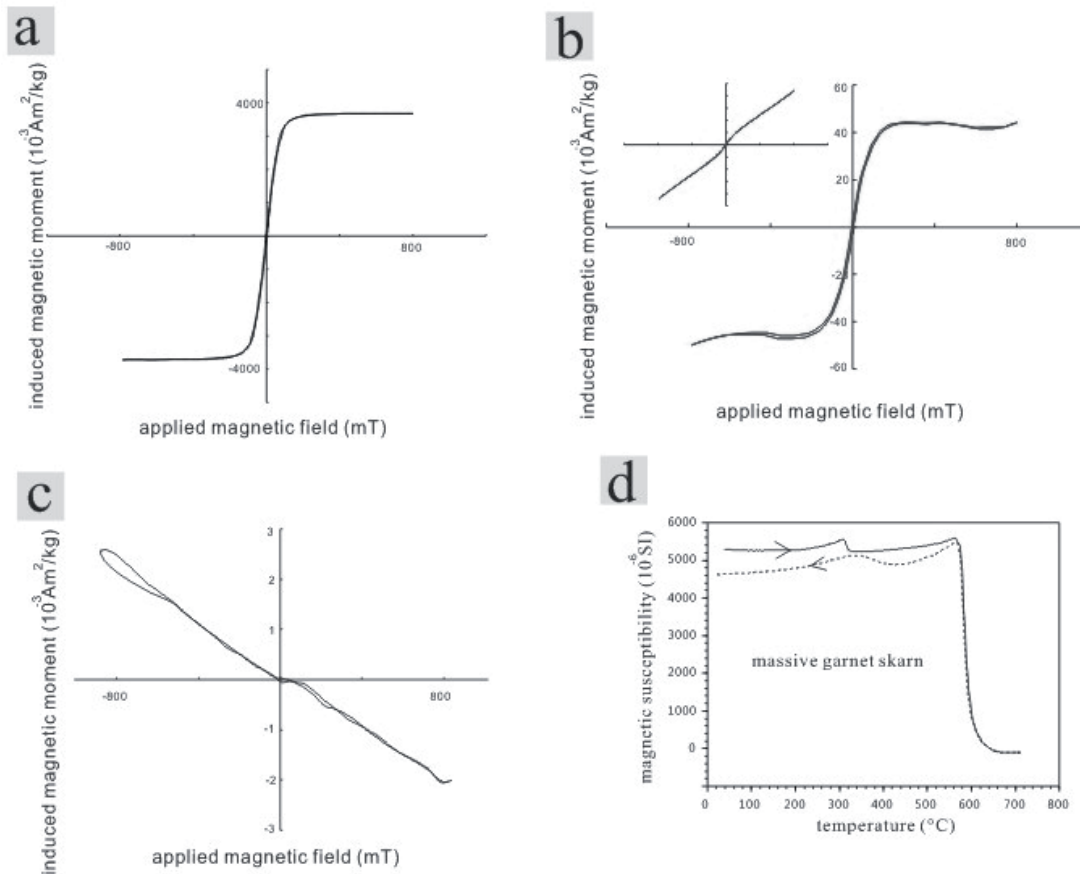 a
induced magnetic moment (10⁻³Am²/kg)
4000
-800
800
-4000
applied magnetic field (mT)
b
induced magnetic moment (10⁻³Am²/kg)
60
40
20
-800
800
-20
-40
-60
applied magnetic field (mT)
c
induced magnetic moment (10⁻³Am²/kg)
3
2
1
-800
800
-1
-2
-3
applied magnetic field (mT)
d
magnetic susceptibility (10⁻⁶SI)
6000
5000
4000
3000
2000
1000
0
massive garnet skarn
0 100 200 300 400 500 600 700 800
temperature (°C)